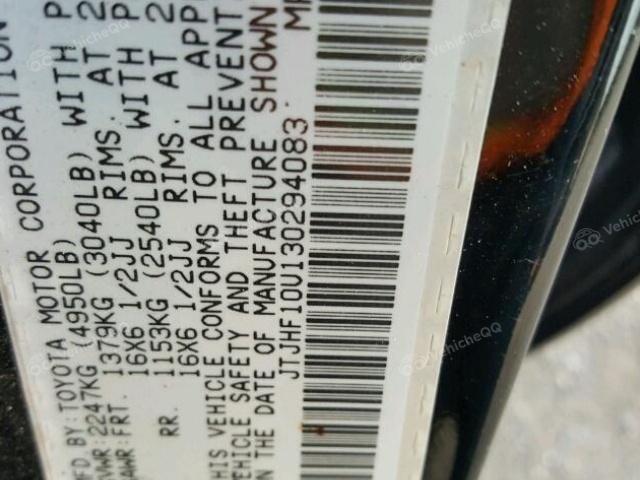 MFD BY:TOYOTA MOTOR CORPORATION
GVWR:2247KG (4950LB)
GAWR:FRT. 1379KG (3040LB) WITH P
16X6 1/2JJ RIMS. AT 2
RR. 1153KG (2540LB) WITH P
16X6 1/2JJ RIMS. AT 2
THIS VEHICLE CONFORMS TO ALL APPL
VEHICLE SAFETY AND THEFT PREVENT
ON THE DATE OF MANUFACTURE SHOWN
JTJHF10U130294083
VehicleQQ